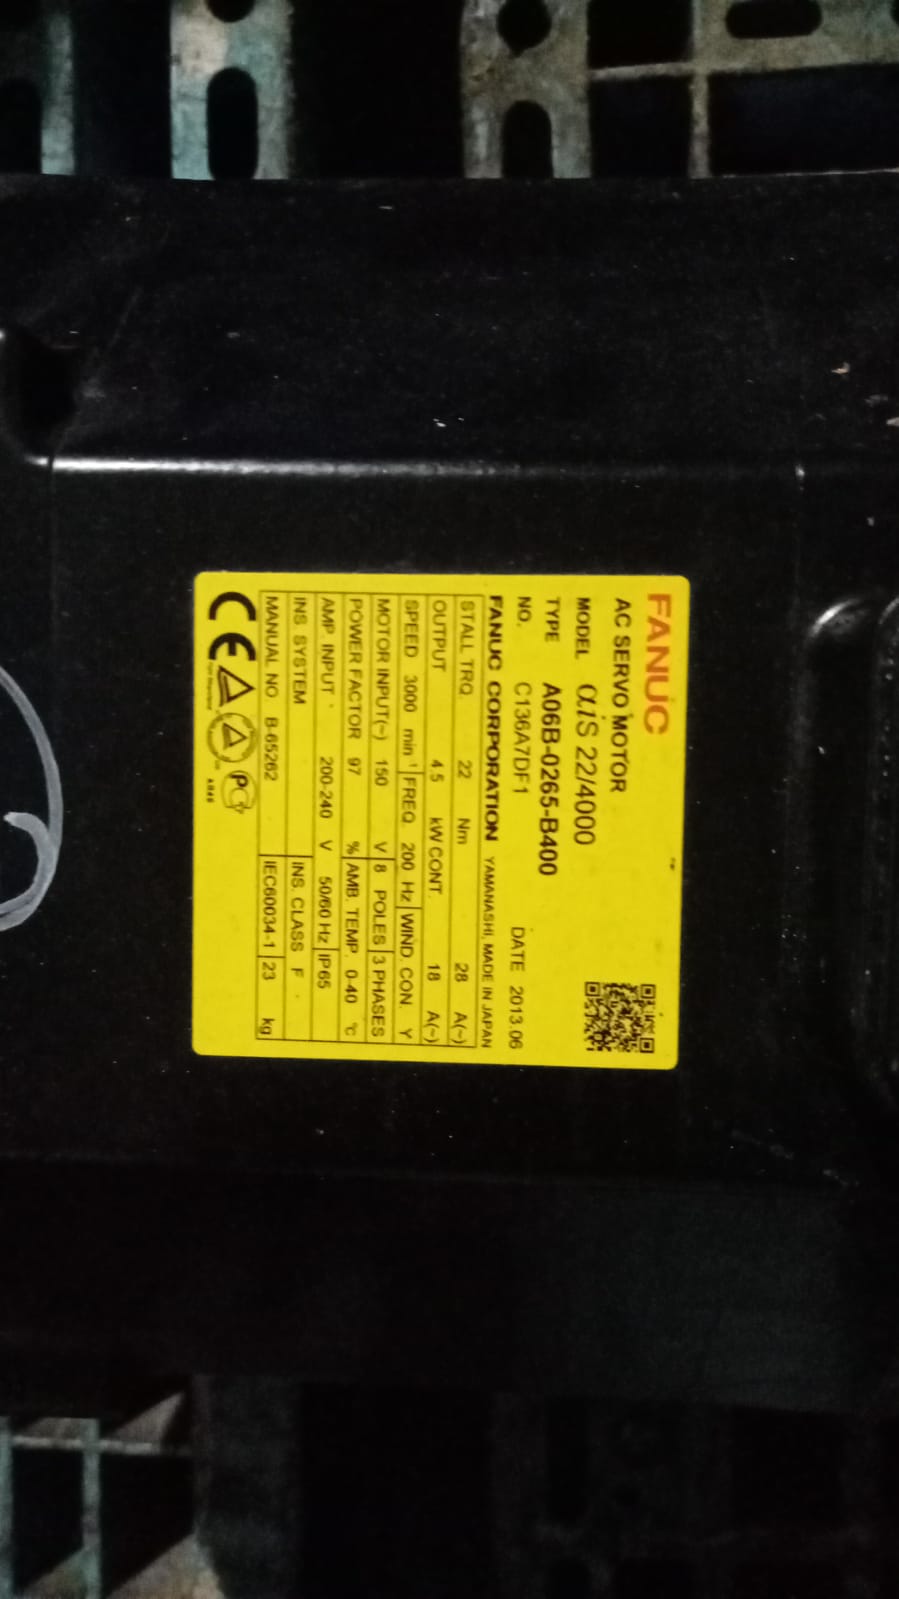 FANUC
AC SERVO MOTOR
MODEL αiS 22/4000
TYPE A06B-0265-B400
NO. C136A7DF1 DATE 2013.06
FANUC CORPORATION YAMANASHI, MADE IN JAPAN
STALL TRQ 22 Nm 28 A(~)
OUTPUT 4.5 kW CONT. 18 A(~)
SPEED 3000 min⁻¹ FREQ. 200 Hz WIND. CON. Y
MOTOR INPUT(~) 150 V 8 POLES 3 PHASES
POWER FACTOR 97 % AMB. TEMP. 0-40 ℃
AMP. INPUT 200-240 V 50/60 Hz IP65
INS. SYSTEM INS. CLASS F
MANUAL NO. B-65262 IEC60034-1 23 kg
CE